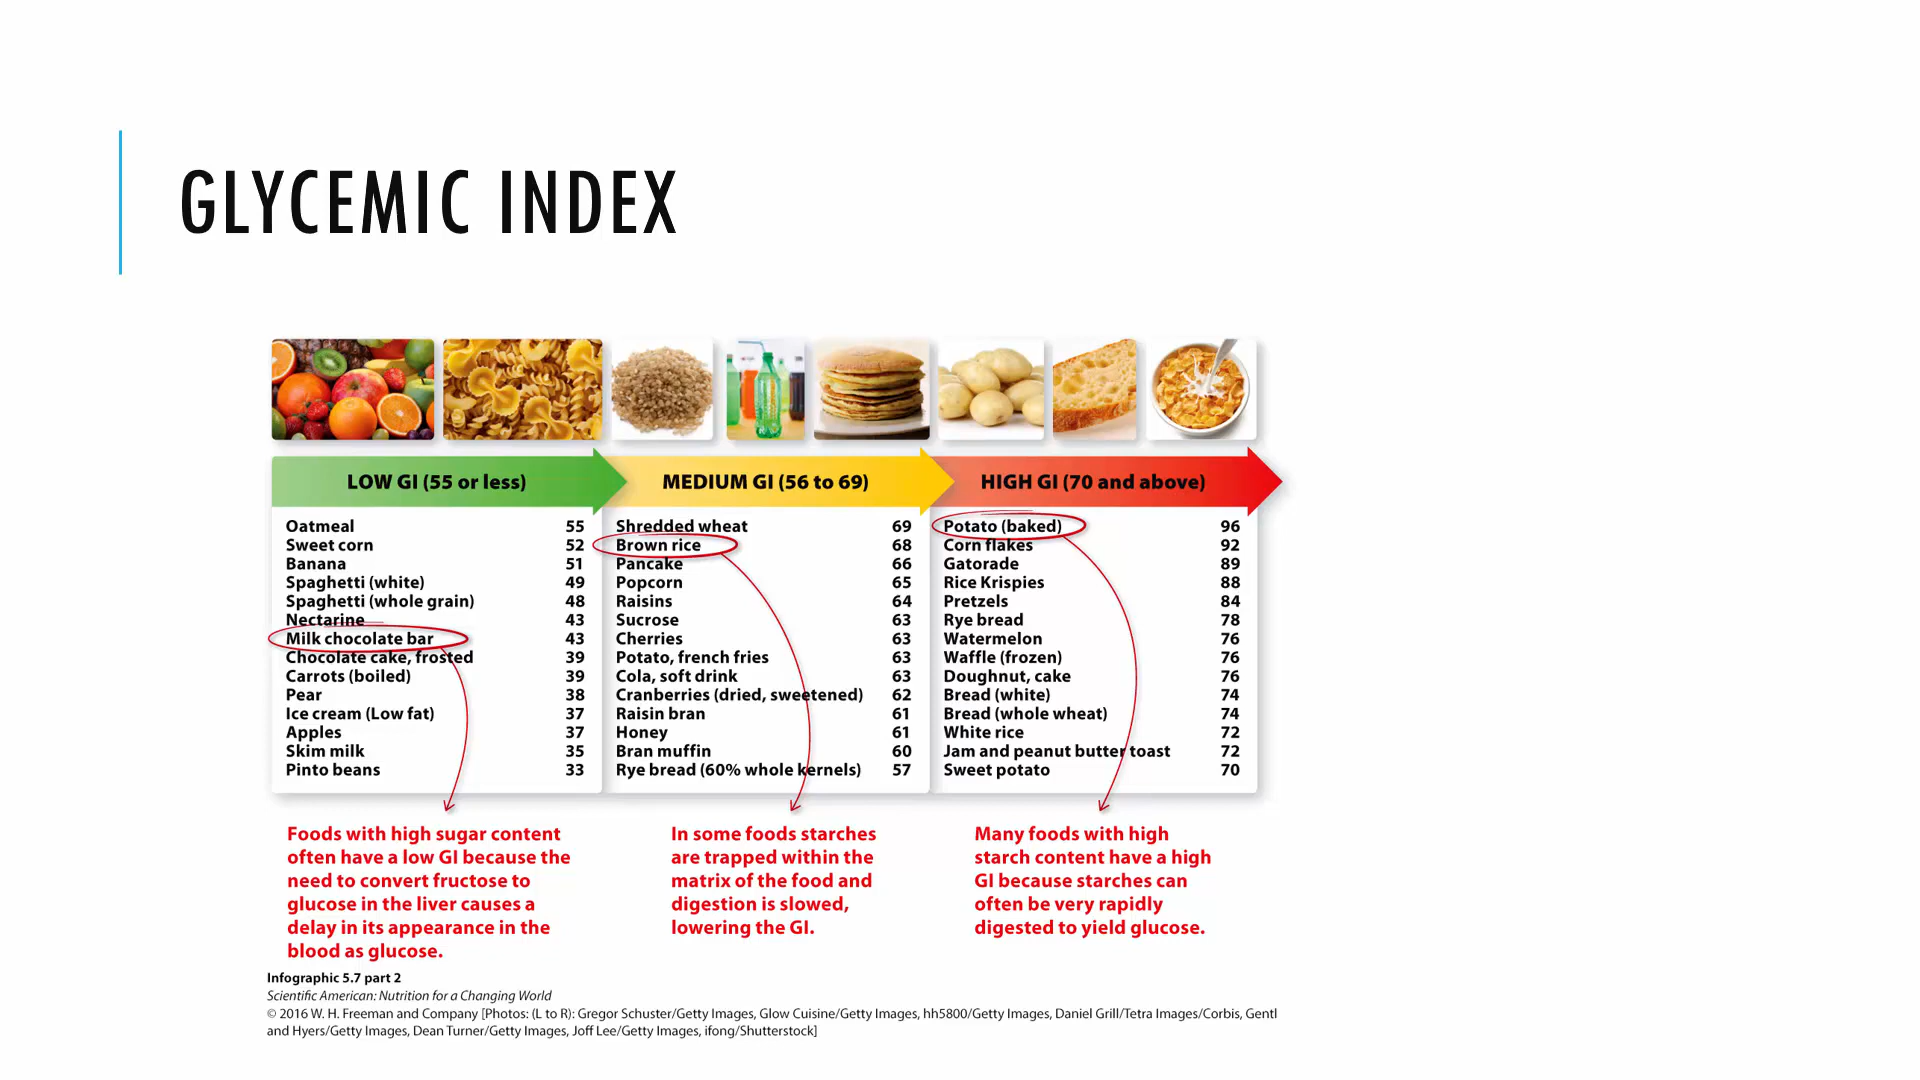 GLYCEMIC INDEX
LOW GI (55 or less)
Oatmeal 55
Sweet corn 52
Banana 51
Spaghetti (white) 49
Spaghetti (whole grain) 48
Nectarine 43
Milk chocolate bar 43
Chocolate cake, frosted 39
Carrots (boiled) 39
Pear 38
Ice cream (Low fat) 37
Apples 37
Skim milk 35
Pinto beans 33
Foods with high sugar content
often have a low GI because the
need to convert fructose to
glucose in the liver causes a
delay in its appearance in the
blood as glucose.
MEDIUM GI (56 to 69)
Shredded wheat 69
Brown rice 68
Pancake 66
Popcorn 65
Raisins 64
Sucrose 63
Cherries 63
Potato, french fries 63
Cola, soft drink 63
Cranberries (dried, sweetened) 62
Raisin bran 61
Honey 61
Bran muffin 60
Rye bread (60% whole kernels) 57
In some foods starches
are trapped within the
matrix of the food and
digestion is slowed,
lowering the GI.
HIGH GI (70 and above)
Potato (baked) 96
Corn flakes 92
Gatorade 89
Rice Krispies 88
Pretzels 84
Rye bread 78
Watermelon 76
Waffle (frozen) 76
Doughnut, cake 76
Bread (white) 74
Bread (whole wheat) 74
White rice 72
Jam and peanut butter toast 72
Sweet potato 70
Many foods with high
starch content have a high
GI because starches can
often be very rapidly
digested to yield glucose.
Infographic 5.7 part 2
Scientific American: Nutrition for a Changing World
© 2016 W. H. Freeman and Company [Photos: (L to R): Gregor Schuster/Getty Images, Glow Cuisine/Getty Images, hh5800/Getty Images, Daniel Grill/Tetra Images/Corbis, Gentl
and Hyers/Getty Images, Dean Turner/Getty Images, Joff Lee/Getty Images, ifong/Shutterstock]